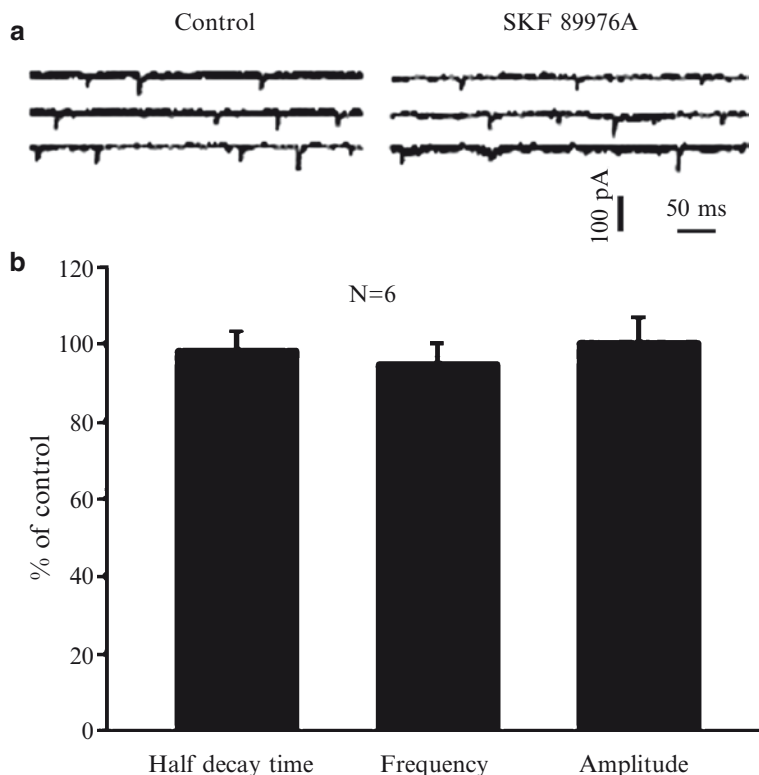 a
Control SKF 89976A
100 pA
50 ms
b
120
N=6
100
80
60
40
20
0
% of control
Half decay time Frequency Amplitude